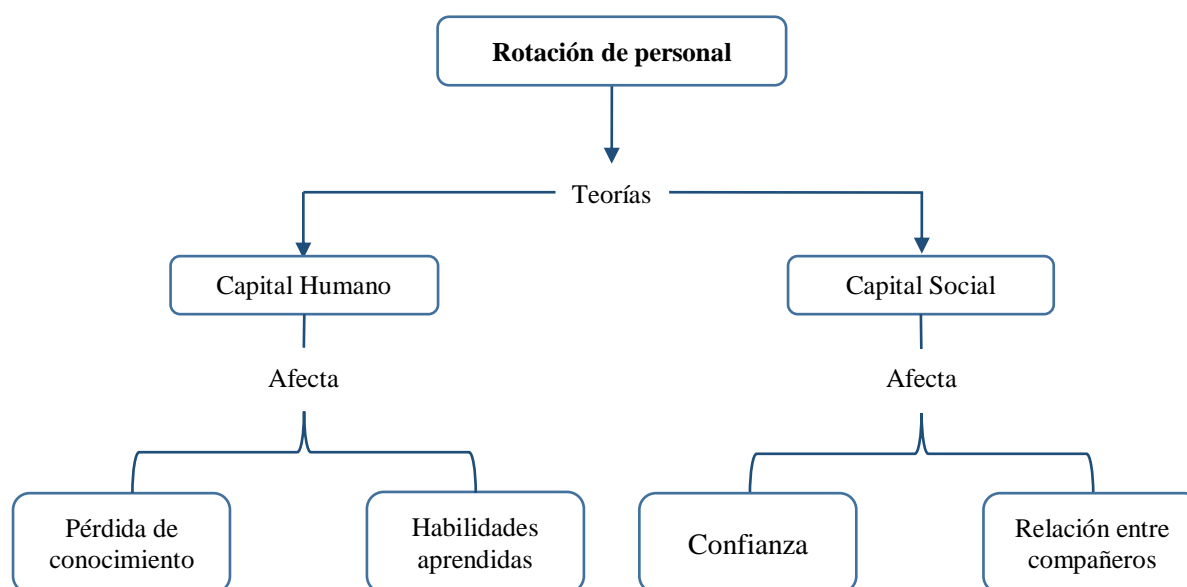 Rotación de personal
Teorías
Capital Humano
Capital Social
Afecta
Afecta
Pérdida de
conocimiento
Habilidades
aprendidas
Confianza
Relación entre
compañeros